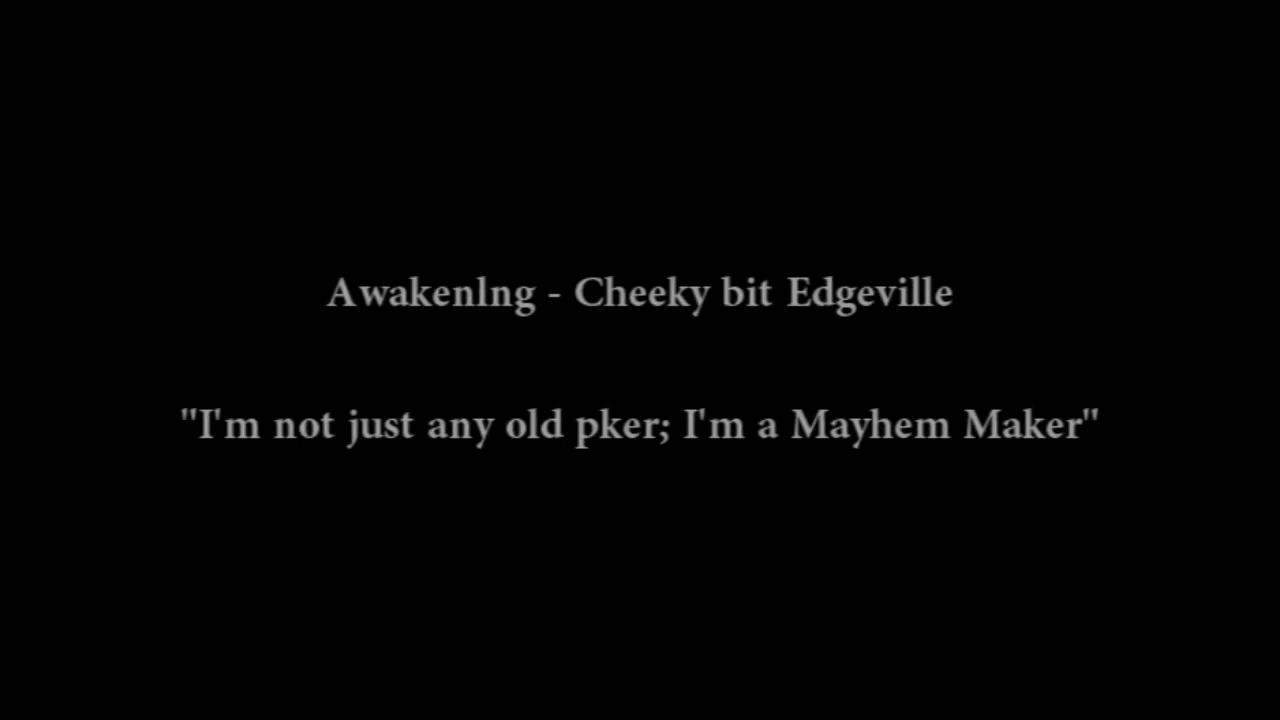 Awakenlng - Cheeky bit Edgeville
"I'm not just any old pker; I'm a Mayhem Maker"